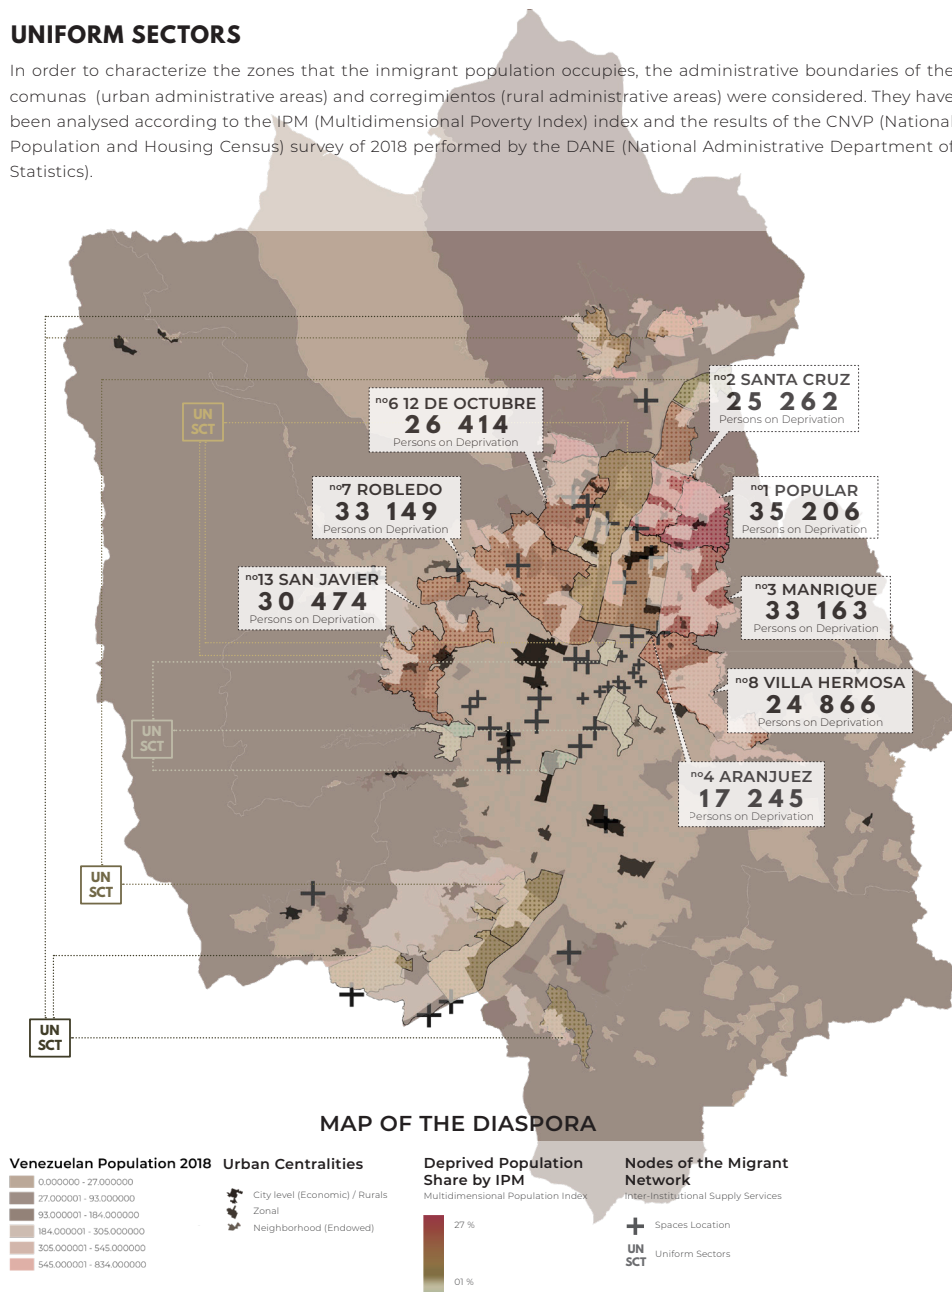 UNIFORM SECTORS
In order to characterize the zones that the inmigrant population occupies, the administrative boundaries of the
comunas (urban administrative areas) and corregimientos (rural administrative areas) were considered. They have
been analysed according to the IPM (Multidimensional Poverty Index) index and the results of the CNVP (National
Population and Housing Census) survey of 2018 performed by the DANE (National Administrative Department of
Statistics).
nº2 SANTA CRUZ
25 262
Persons on Deprivation
nº6 12 DE OCTUBRE
26 414
Persons on Deprivation
UN
SCT
nº7 ROBLEDO
33 149
Persons on Deprivation
nº1 POPULAR
35 206
Persons on Deprivation
nº13 SAN JAVIER
30 474
Persons on Deprivation
nº3 MANRIQUE
33 163
Persons on Deprivation
nº8 VILLA HERMOSA
24 866
Persons on Deprivation
UN
SCT
nº4 ARANJUEZ
17 245
Persons on Deprivation
UN
SCT
UN
SCT
MAP OF THE DIASPORA
Venezuelan Population 2018
0.000000 - 27.000000
27.000001 - 93.000000
93.000001 - 184.000000
184.000001 - 305.000000
305.000001 - 545.000000
545.000001 - 834.000000
Urban Centralities
City level (Economic) / Rurals
Zonal
Neighborhood (Endowed)
Deprived Population
Share by IPM
Multidimensional Population Index
27 %
01 %
Nodes of the Migrant
Network
Inter-Institutional Supply Services
Spaces Location
UN
SCT
Uniform Sectors